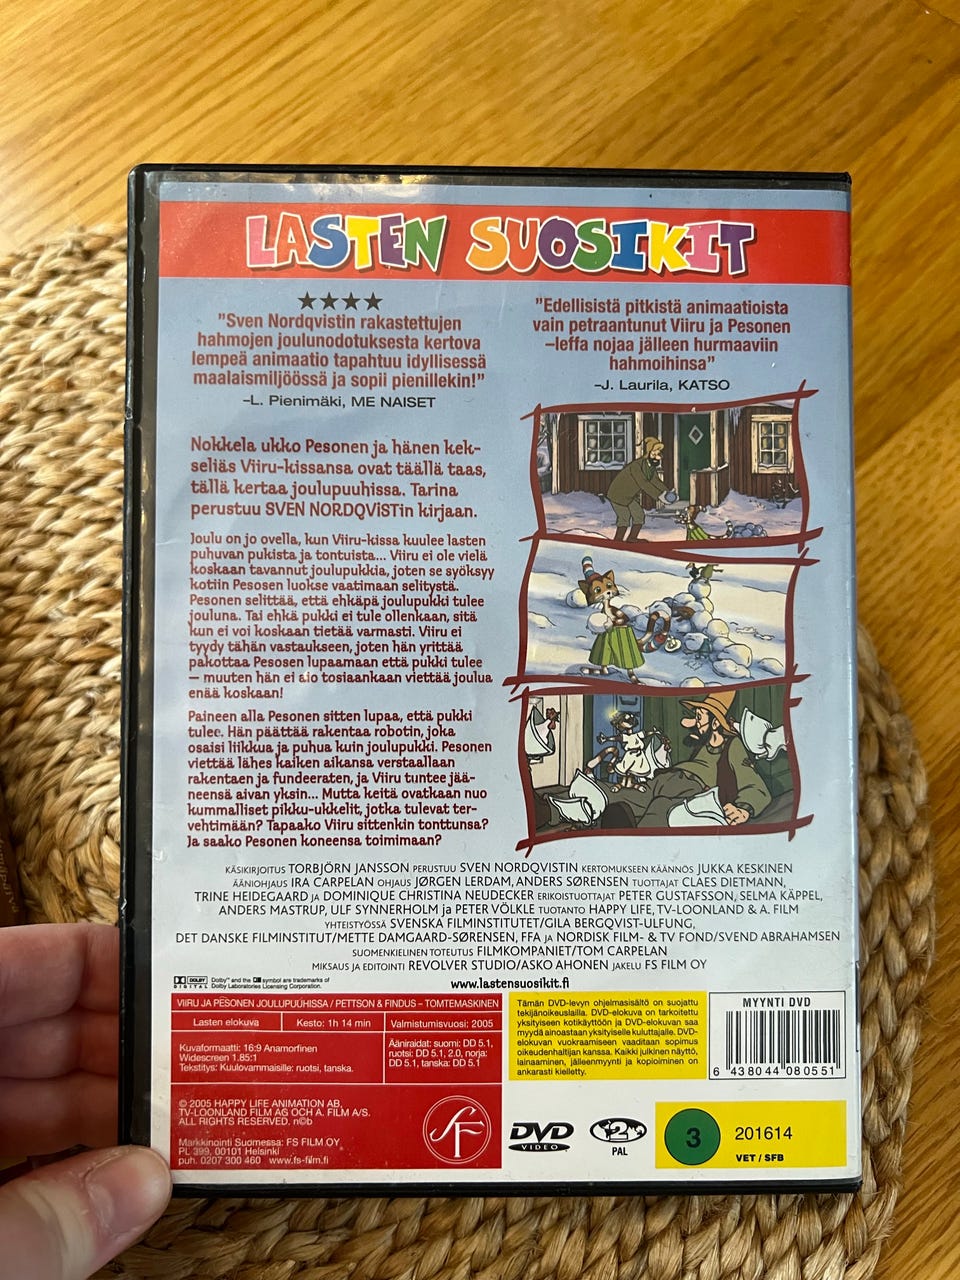 LASTEN SUOSIKIT
"Sven Nordqvistin rakastettujen
hahmojen joulunodotuksesta kertova
lempeä animaatio tapahtuu idyllisessä
maalaismiljöössä ja sopii pienillekin!"
–L. Pienimäki, ME NAISET
"Edellisistä pitkistä animaatioista
vain petraantunut Viiru ja Pesonen
–leffa nojaa jälleen hurmaaviin
hahmoihinsa"
–J. Laurila, KATSO
Nokkela ukko Pesonen ja hänen kek-
seliäs Viiru-kissansa ovat täällä taas,
tällä kertaa joulupuuhissa. Tarina
perustuu SVEN NORDQVISTin kirjaan.
Joulu on jo ovella, kun Viiru-kissa kuulee lasten
puhuvan pukista ja tontuista... Viiru ei ole vielä
koskaan tavannut joulupukkia, joten se syöksyy
kotiin Pesosen luokse vaatimaan selitystä.
Pesonen selittää, että ehkäpä joulupukki tulee
jouluna. Tai ehkä pukki ei tule ollenkaan, sitä
kun ei voi koskaan tietää varmasti. Viiru ei
tyydy tähän vastaukseen, joten hän yrittää
pakottaa Pesosen lupaamaan että pukki tulee
– muuten hän ei aio tosiaankaan viettää joulua
enää koskaan!
Paineen alla Pesonen sitten lupaa, että pukki
tulee. Hän päättää rakentaa robotin, joka
osaisi liikkua ja puhua kuin joulupukki. Pesonen
viettää lähes kaiken aikansa verstaallaan
rakentaen ja fundeeraten, ja Viiru tuntee jää-
neensä aivan yksin... Mutta keitä ovatkaan nuo
kummalliset pikku-ukkelit, jotka tulevat ter-
vehtimään? Tapaako Viiru sittenkin tonttunsa?
Ja saako Pesonen koneensa toimimaan?
KÄSIKIRJOITUS TORBJÖRN JANSSON PERUSTUU SVEN NORDQVISTIN KERTOMUKSEEN KÄÄNNÖS JUKKA KESKINEN
ÄÄNIOHJAUS IRA CARPELAN OHJAUS JØRGEN LERDAM, ANDERS SØRENSEN TUOTTAJAT CLAES DIETMANN,
TRINE HEIDEGAARD JA DOMINIQUE CHRISTINA NEUDECKER ERIKOISTUOTTAJAT PETER GUSTAFSSON, SELMA KÄPPEL,
ANDERS MASTRUP, ULF SYNNERHOLM ja PETER VÖLKLE TUOTANTO HAPPY LIFE, TV-LOONLAND & A. FILM
YHTEISTYÖSSÄ SVENSKA FILMINSTITUTET/GILA BERGQVIST-ULFUNG,
DET DANSKE FILMINSTITUT/METTE DAMGAARD-SØRENSEN, FFA JA NORDISK FILM- & TV FOND/SVEND ABRAHAMSEN
SUOMENKIELINEN TOTEUTUS FILMKOMPANIET/TOM CARPELAN
MIKSAUS JA EDITOINTI REVOLVER STUDIO/ASKO AHONEN JAKELU FS FILM OY
DOLBY DIGITAL Dolby™ and the symbol are trademarks of
Dolby Laboratories Licensing Corporation.
www.lastensuosikit.fi
VIIRU JA PESONEN JOULUPUUHISSA / PETTSON & FINDUS – TOMTEMASKINEN
Lasten elokuva
Kesto: 1h 14 min
Valmistumisvuosi: 2005
Kuvaformaatti: 16:9 Anamorfinen
Widescreen 1.85:1
Tekstitys: Kuulovammaisille: ruotsi, tanska.
Ääniraidat: suomi: DD 5.1,
ruotsi: DD 5.1, 2.0, norja:
DD 5.1, tanska: DD 5.1
Tämän DVD-levyn ohjelmasisältö on suojattu
tekijänoikeuslailla. DVD-elokuva on tarkoitettu
yksityiseen kotikäyttöön ja DVD-elokuvan saa
myydä ainoastaan yksityiselle kuluttajalle. DVD-
elokuvan vuokraamiseen vaaditaan sopimus
oikeudenhaltijan kanssa. Kaikki julkinen näyttö,
lainaaminen, jälleenmyynti ja kopioiminen on
ankarasti kielletty.
MYYNTI DVD
6 438044 080551
© 2005 HAPPY LIFE ANIMATION AB,
TV-LOONLAND FILM AG OCH A. FILM A/S.
ALL RIGHTS RESERVED. n©b
Markkinointi Suomessa: FS FILM OY
PL 399, 00101 Helsinki
puh. 0207 300 460 www.fs-film.fi
SF
DVD
VIDEO
2
PAL
3
201614
VET / SFB